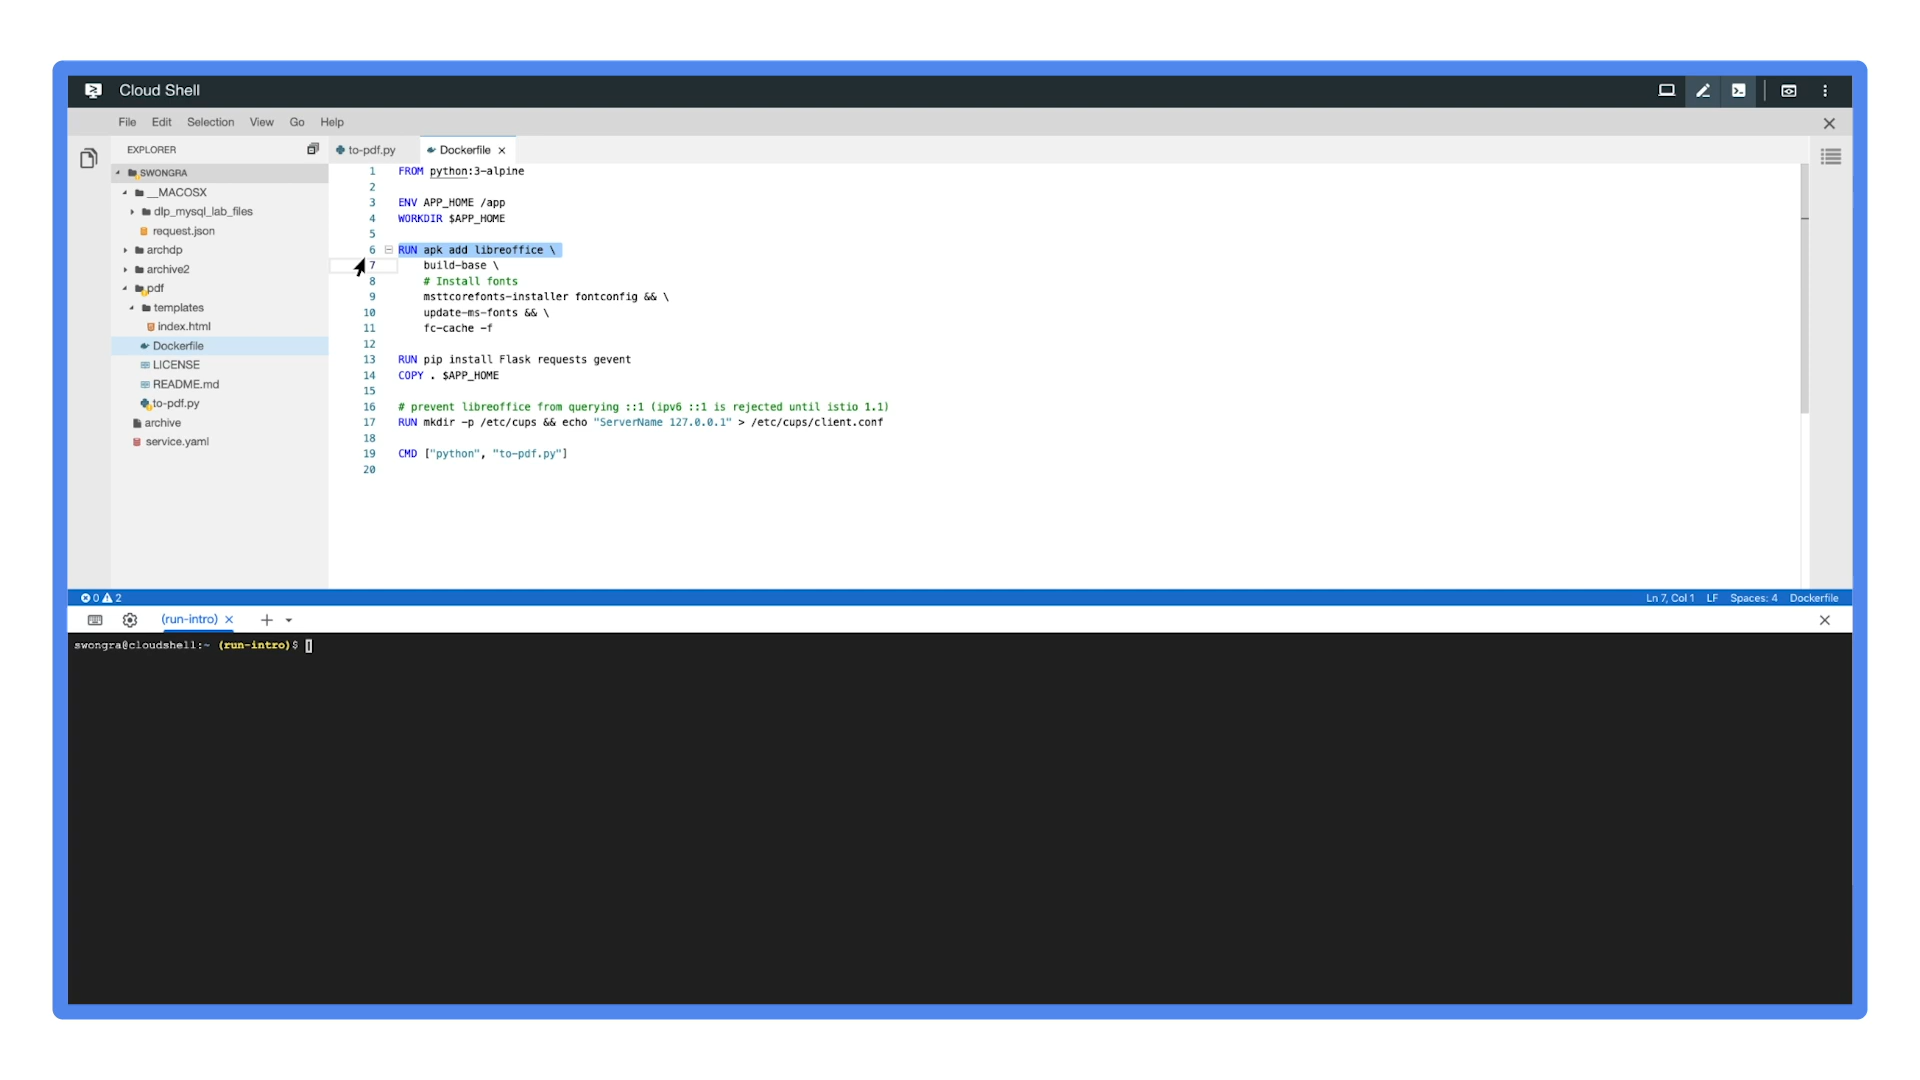 Cloud Shell
File Edit Selection View Go Help
EXPLORER
SWONGRA
__MACOSX
dlp_mysql_lab_files
request.json
archdp
archive2
pdf
templates
index.html
Dockerfile
LICENSE
README.md
to-pdf.py
archive
service.yaml
to-pdf.py Dockerfile
1 FROM python:3-alpine
2
3 ENV APP_HOME /app
4 WORKDIR $APP_HOME
5
6 RUN apk add libreoffice \
7 build-base \
8 # Install fonts
9 msttcorefonts-installer fontconfig && \
10 update-ms-fonts && \
11 fc-cache -f
12
13 RUN pip install Flask requests gevent
14 COPY . $APP_HOME
15
16 # prevent libreoffice from querying ::1 (ipv6 ::1 is rejected until istio 1.1)
17 RUN mkdir -p /etc/cups && echo "ServerName 127.0.0.1" > /etc/cups/client.conf
18
19 CMD ["python", "to-pdf.py"]
20
0 2 Ln 7, Col 1 LF Spaces: 4 Dockerfile
(run-intro)
swongra@cloudshell:~ (run-intro)$